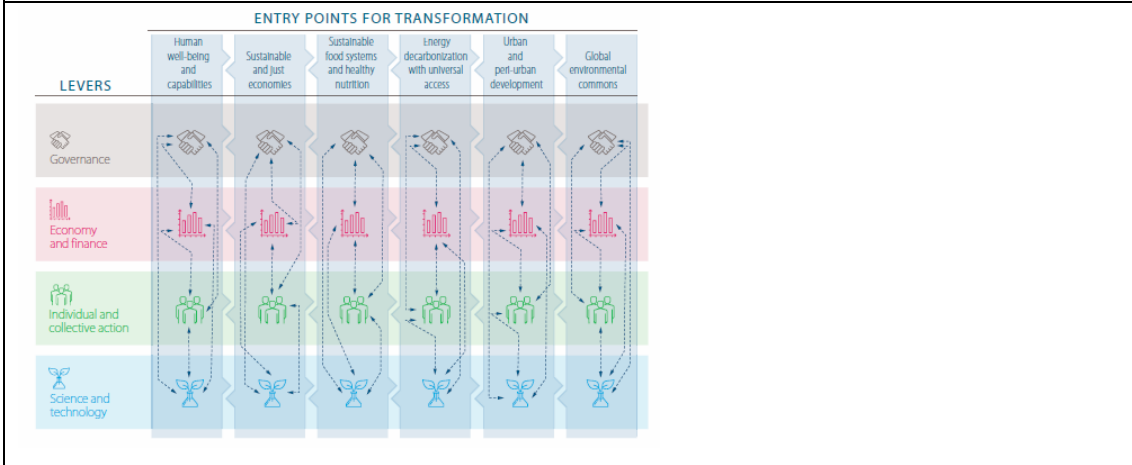 ENTRY POINTS FOR TRANSFORMATION
LEVERS
Human
well-being
and
capabilities
Sustainable
and just
economies
Sustainable
food systems
and healthy
nutrition
Energy
decarbonization
with universal
access
Urban
and
peri-urban
development
Global
environmental
commons
Governance
Economy
and finance
Individual and
collective action
Science and
technology